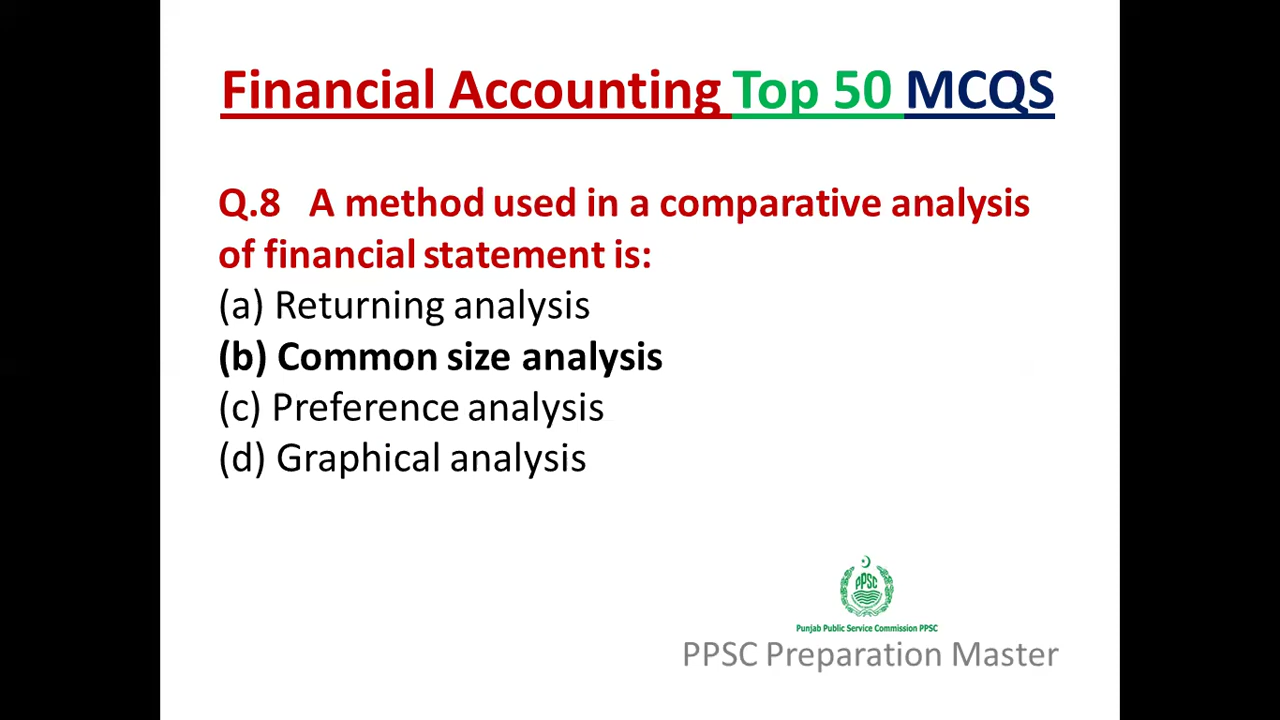 Financial Accounting Top 50 MCQS
Q.8 A method used in a comparative analysis
of financial statement is:
(a) Returning analysis
(b) Common size analysis
(c) Preference analysis
(d) Graphical analysis
PPSC
Punjab Public Service Commission PPSC
PPSC Preparation Master